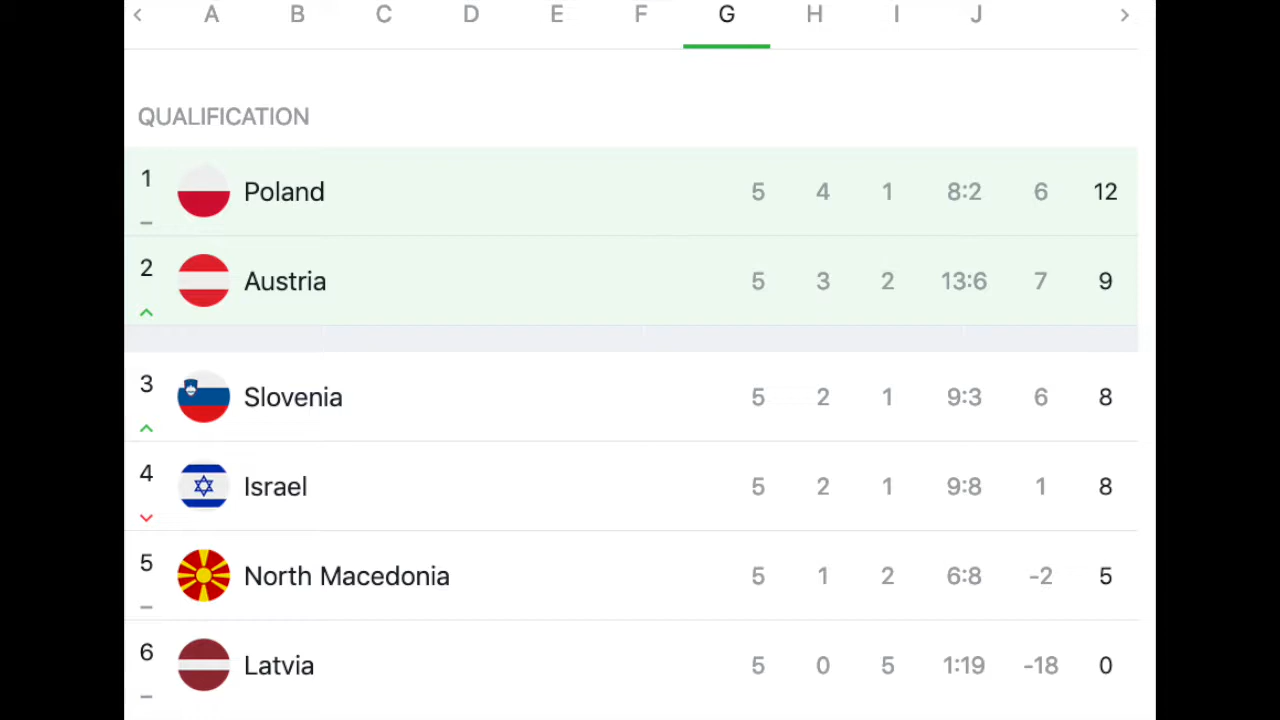 A B C D E F G H I J
QUALIFICATION
1 Poland 5 4 1 8:2 6 12
2 Austria 5 3 2 13:6 7 9
3 Slovenia 5 2 1 9:3 6 8
4 Israel 5 2 1 9:8 1 8
5 North Macedonia 5 1 2 6:8 -2 5
6 Latvia 5 0 5 1:19 -18 0